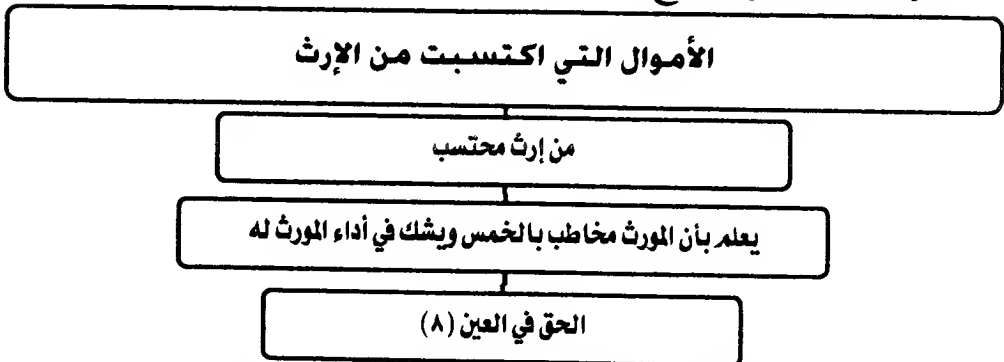 الأموال التي اكتسبت من الإرث
من إرث محتسب
يعلم بأن المورث مخاطب بالخمس ويشك في أداء المورث له
الحق في العين (٨)